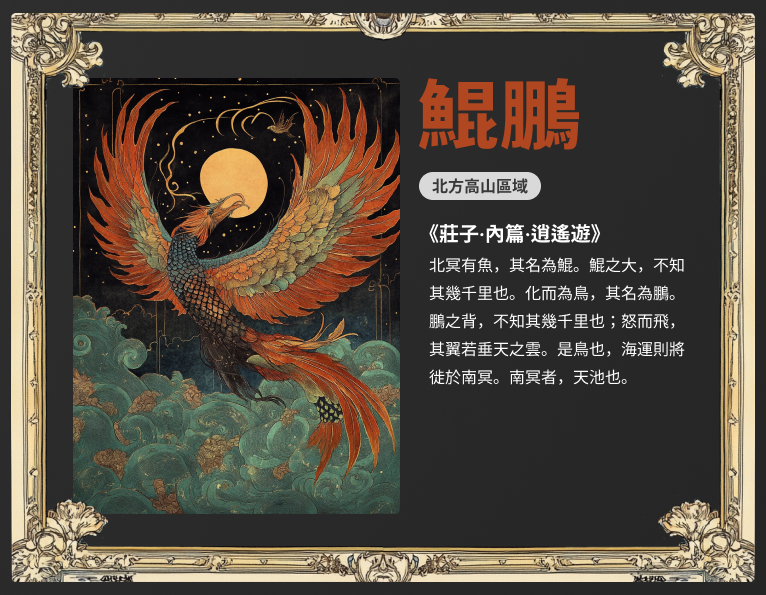 鯤鵬
北方高山區域
《莊子·內篇·逍遙遊》
北冥有魚，其名為鯤。鯤之大，不知
其幾千里也。化而為鳥，其名為鵬。
鵬之背，不知其幾千里也；怒而飛，
其翼若垂天之雲。是鳥也，海運則將
徙於南冥。南冥者，天池也。